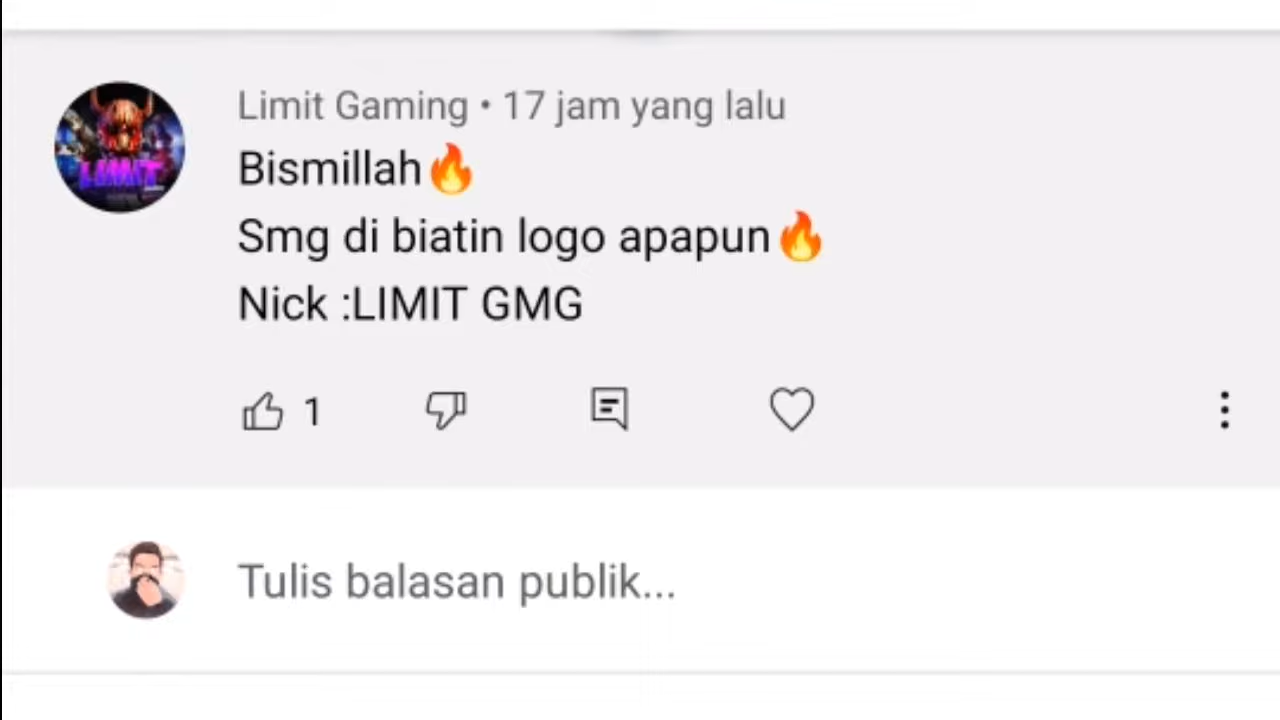 LIMIT
Limit Gaming • 17 jam yang lalu
Bismillah🔥
Smg di biatin logo apapun🔥
Nick :LIMIT GMG
1
Tulis balasan publik...